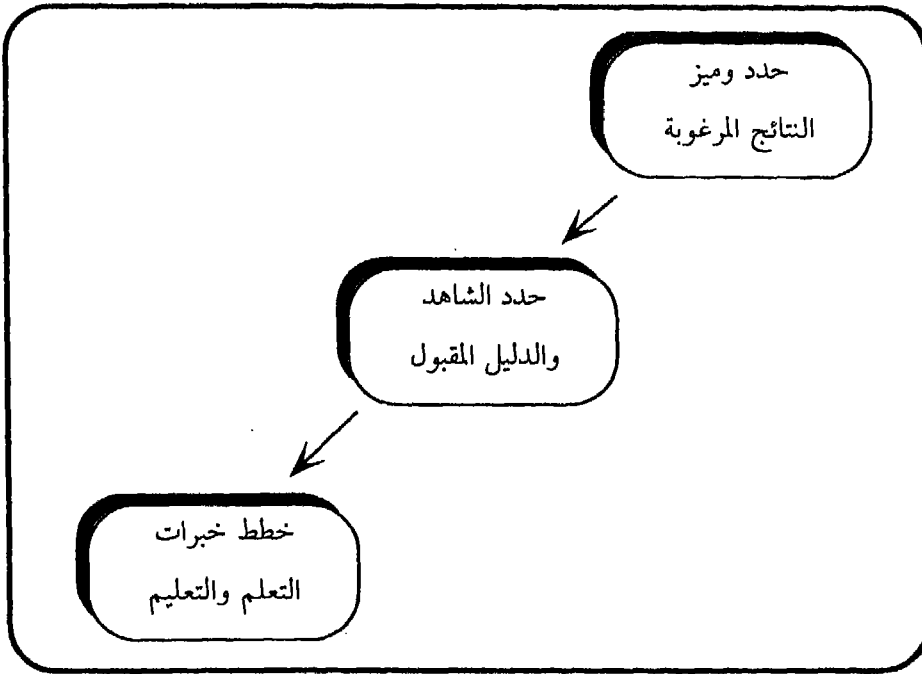 حدد وميز
النتائج المرغوبة
حدد الشاهد
والدليل المقبول
خطط خبرات
التعلم والتعليم